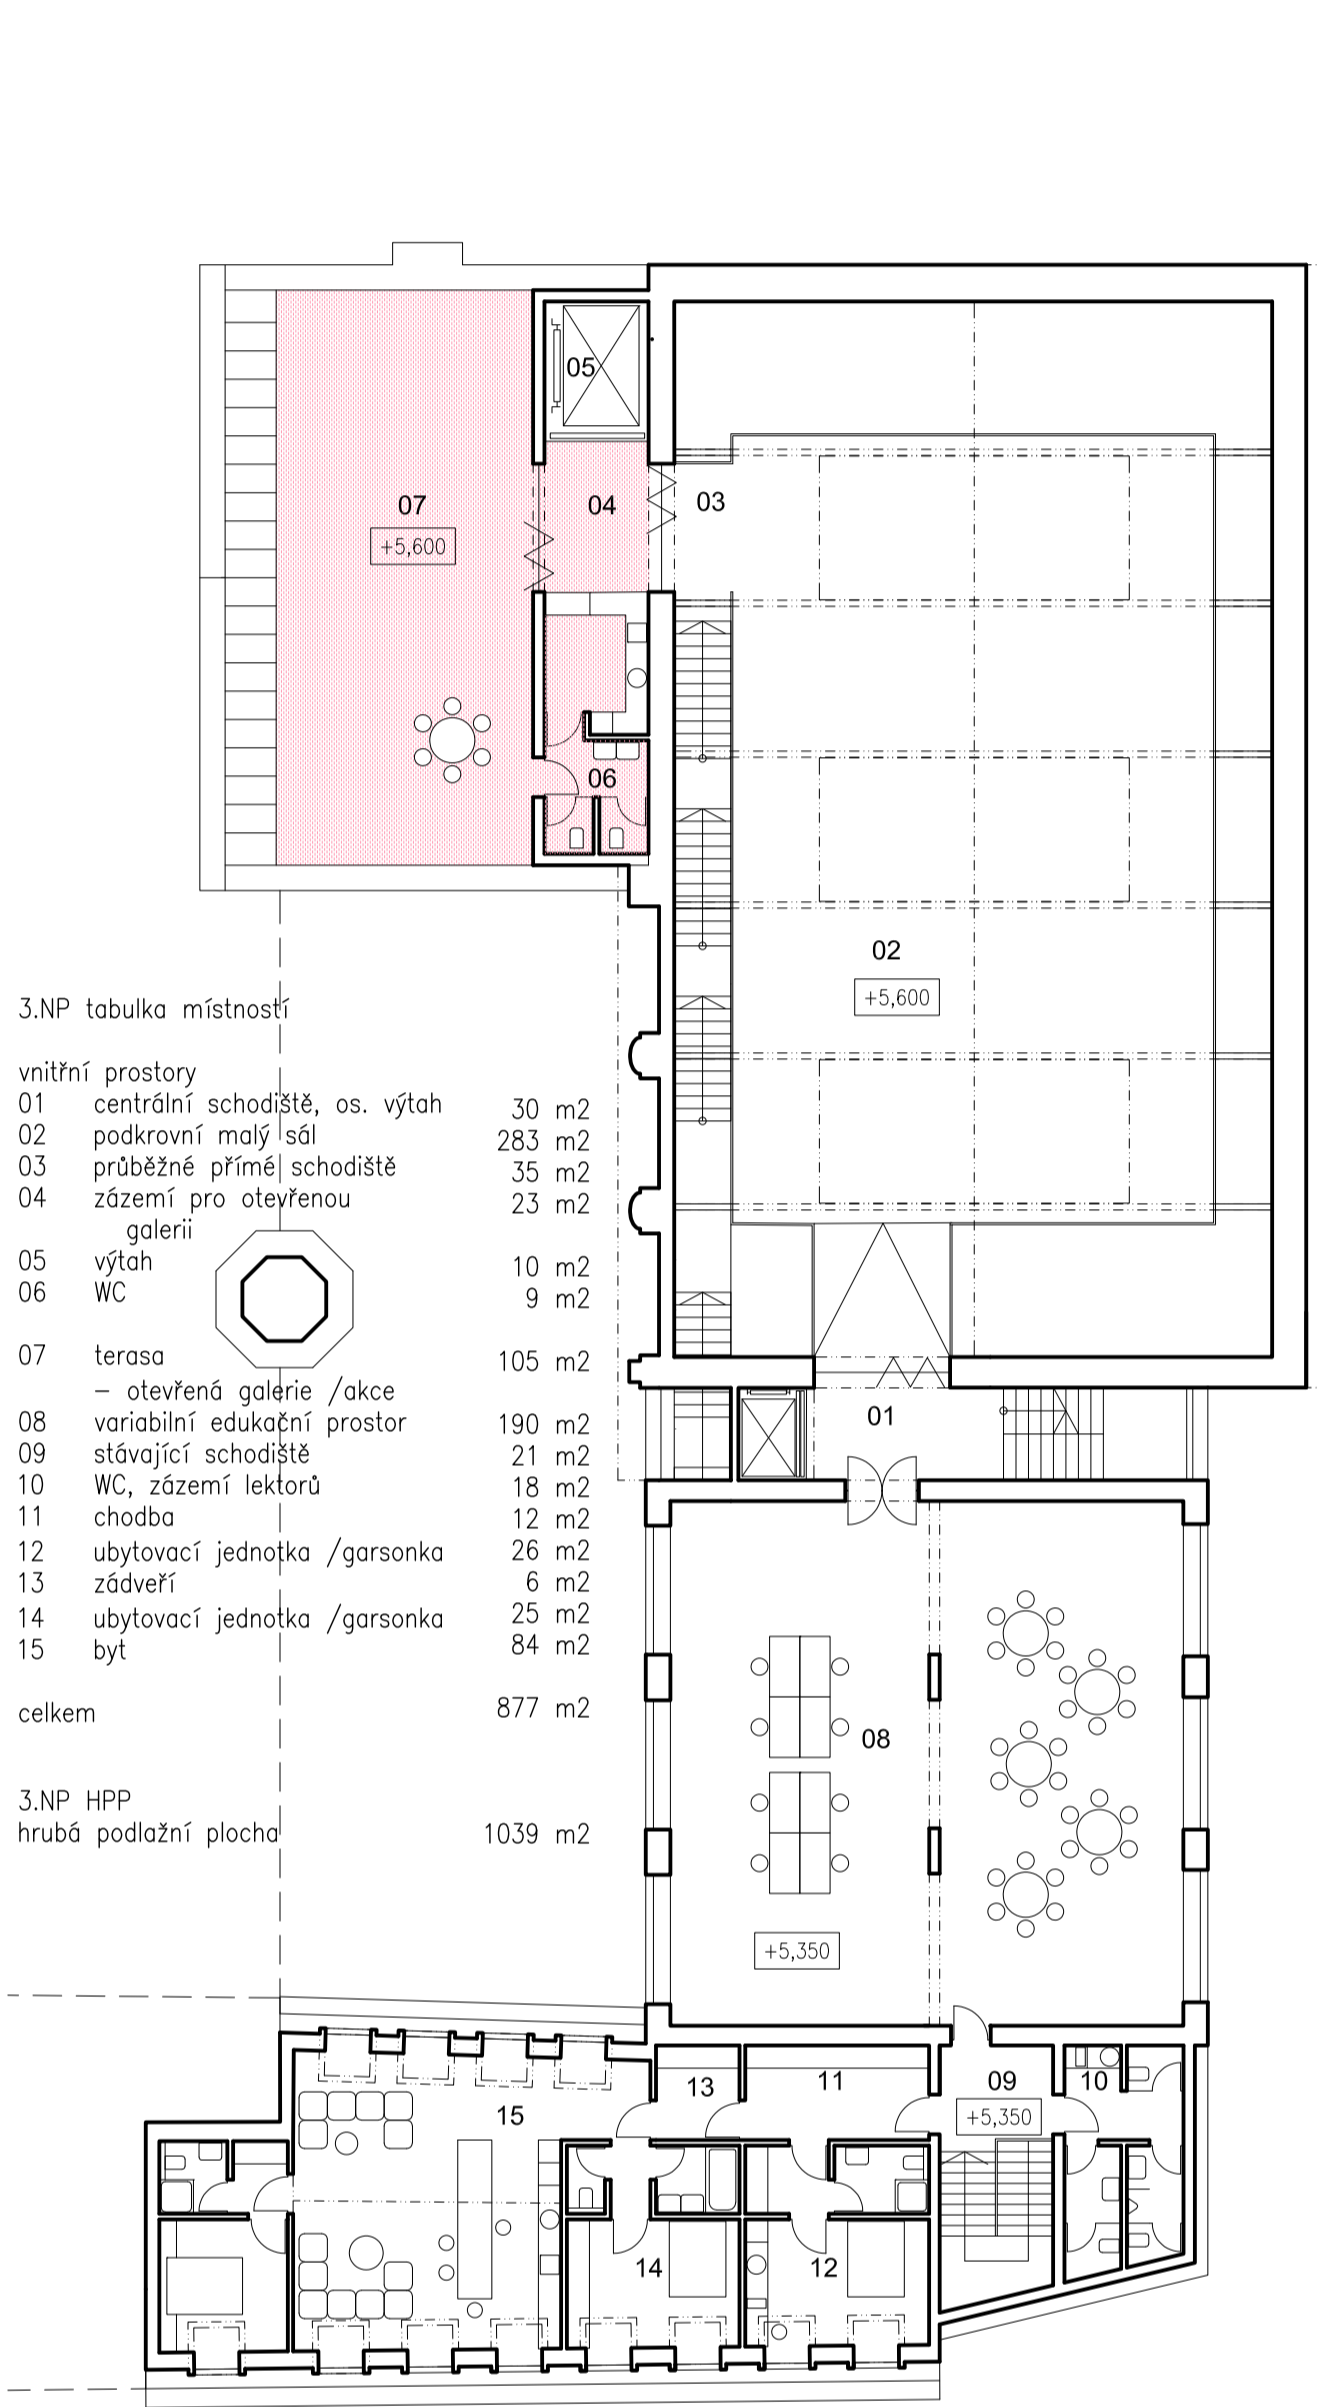 05
07
04
03
+5,600
06
02
+5,600
3.NP tabulka místností
vnitřní prostory
01 centrální schodiště, os. výtah 30 m2
02 podkrovní malý sál 283 m2
03 průběžné přímé schodiště 35 m2
04 zázemí pro otevřenou 23 m2
galerii
05 výtah 10 m2
06 WC 9 m2
07 terasa 105 m2
– otevřená galerie /akce
08 variabilní edukační prostor 190 m2
09 stávající schodiště 21 m2
10 WC, zázemí lektorů 18 m2
11 chodba 12 m2
12 ubytovací jednotka /garsonka 26 m2
13 zádveří 6 m2
14 ubytovací jednotka /garsonka 25 m2
15 byt 84 m2
celkem 877 m2
3.NP HPP
hrubá podlažní plocha 1039 m2
01
08
+5,350
13
11
09
10
15
+5,350
14
12